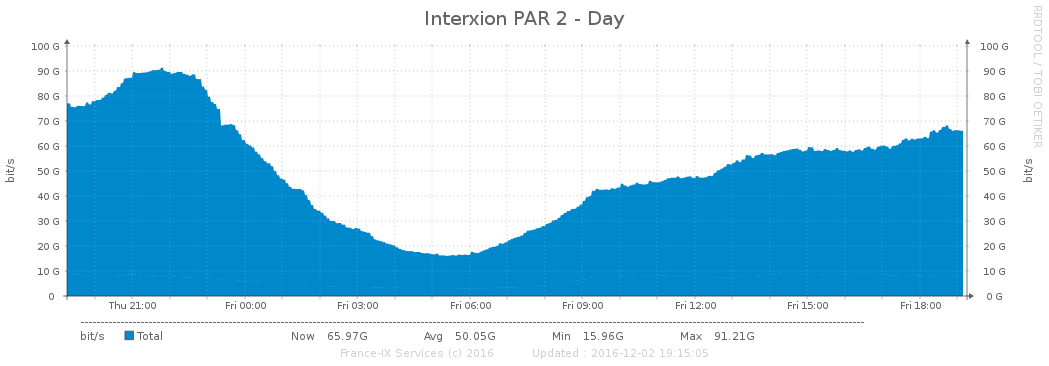 Interxion PAR 2 - Day
RRDTOOL / TOBI OETIKER
bit/s
100 G 100 G
90 G 90 G
80 G 80 G
70 G 70 G
60 G 60 G
50 G 50 G
40 G 40 G
30 G 30 G
20 G 20 G
10 G 10 G
0 0 G
bit/s
Thu 21:00 Fri 00:00 Fri 03:00 Fri 06:00 Fri 09:00 Fri 12:00 Fri 15:00 Fri 18:00
bit/s Total Now 65.97G Avg 50.05G Min 15.96G Max 91.21G
France-IX Services (c) 2016 Updated : 2016-12-02 19:15:05